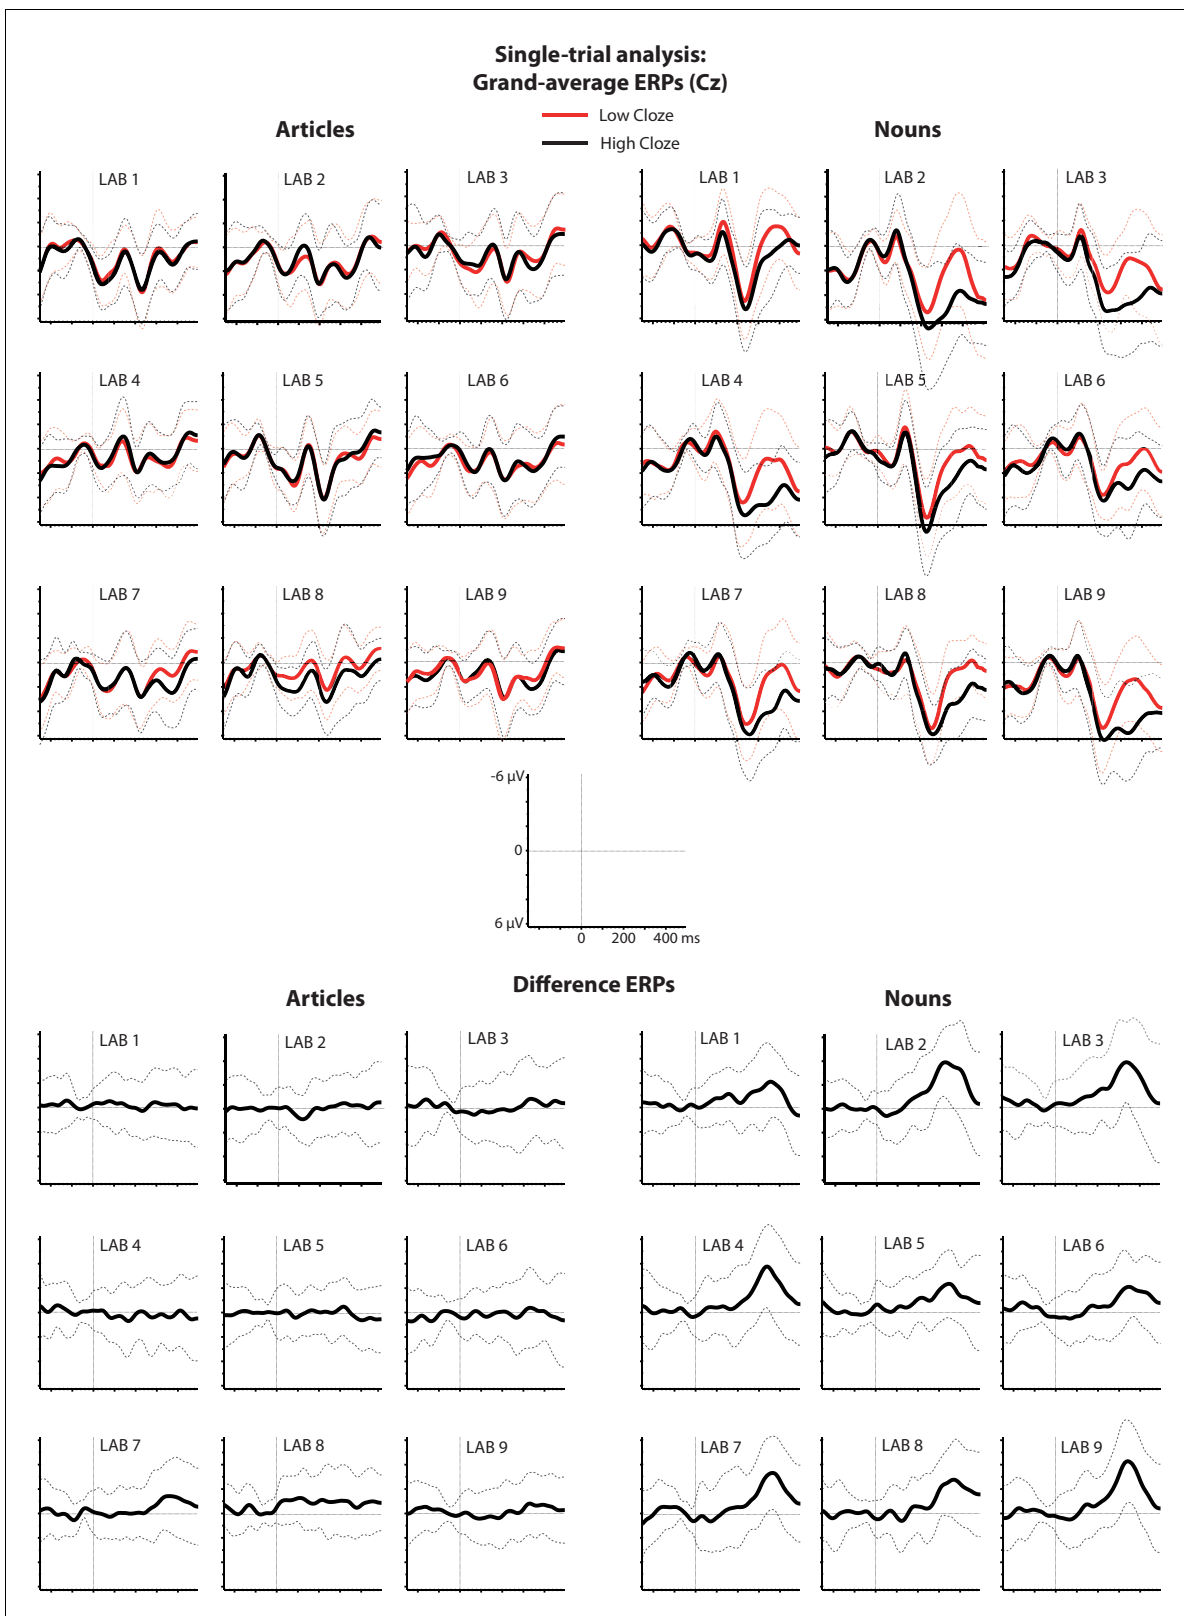 Single-trial analysis:
Grand-average ERPs (Cz)
Low Cloze
High Cloze
Articles
Nouns
LAB 1
LAB 2
LAB 3
LAB 1
LAB 2
LAB 3
LAB 4
LAB 5
LAB 6
LAB 4
LAB 5
LAB 6
LAB 7
LAB 8
LAB 9
LAB 7
LAB 8
LAB 9
-6 µV
0
6 µV
0 200 400 ms
Difference ERPs
Articles
Nouns
LAB 1
LAB 2
LAB 3
LAB 1
LAB 2
LAB 3
LAB 4
LAB 5
LAB 6
LAB 4
LAB 5
LAB 6
LAB 7
LAB 8
LAB 9
LAB 7
LAB 8
LAB 9